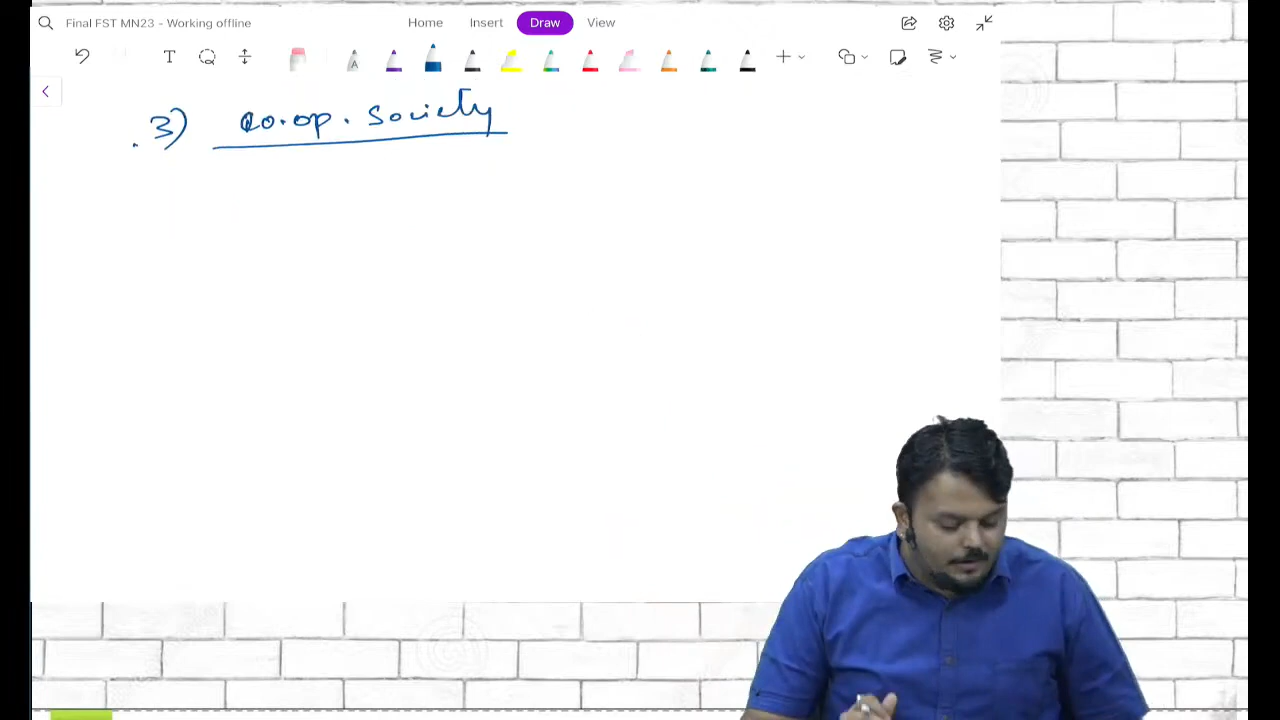 Final FST MN23 - Working offline
Home Insert Draw View
T
A
. 3) Co.op. Society